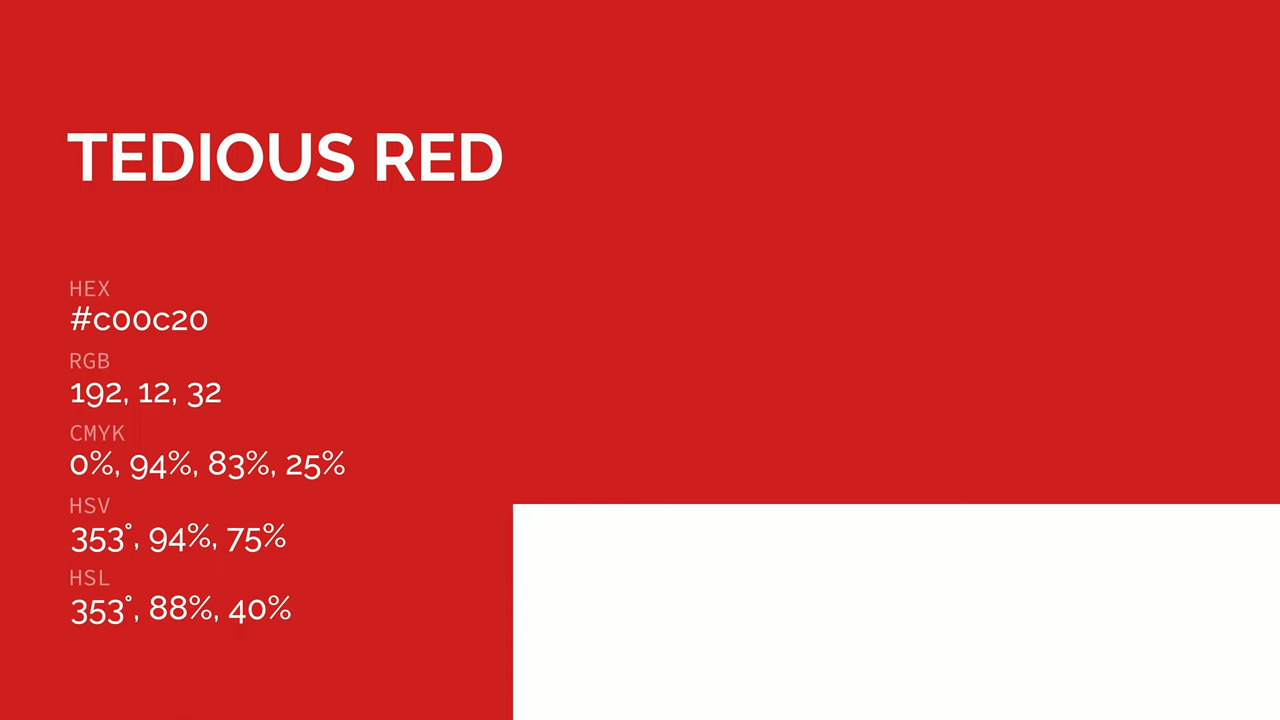 TEDIOUS RED
HEX
#c00c20
RGB
192, 12, 32
CMYK
0%, 94%, 83%, 25%
HSV
353°, 94%, 75%
HSL
353°, 88%, 40%